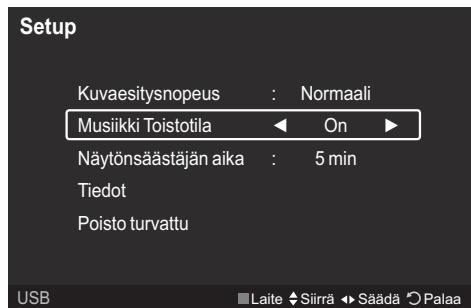 Setup
Kuvaesitysnopeus : Normaali
Musiikki Toistotila ◀ On ▶
Näytönsäästäjän aika : 5 min
Tiedot
Poisto turvattu
USB Laite Siirrä Säädä Palaa